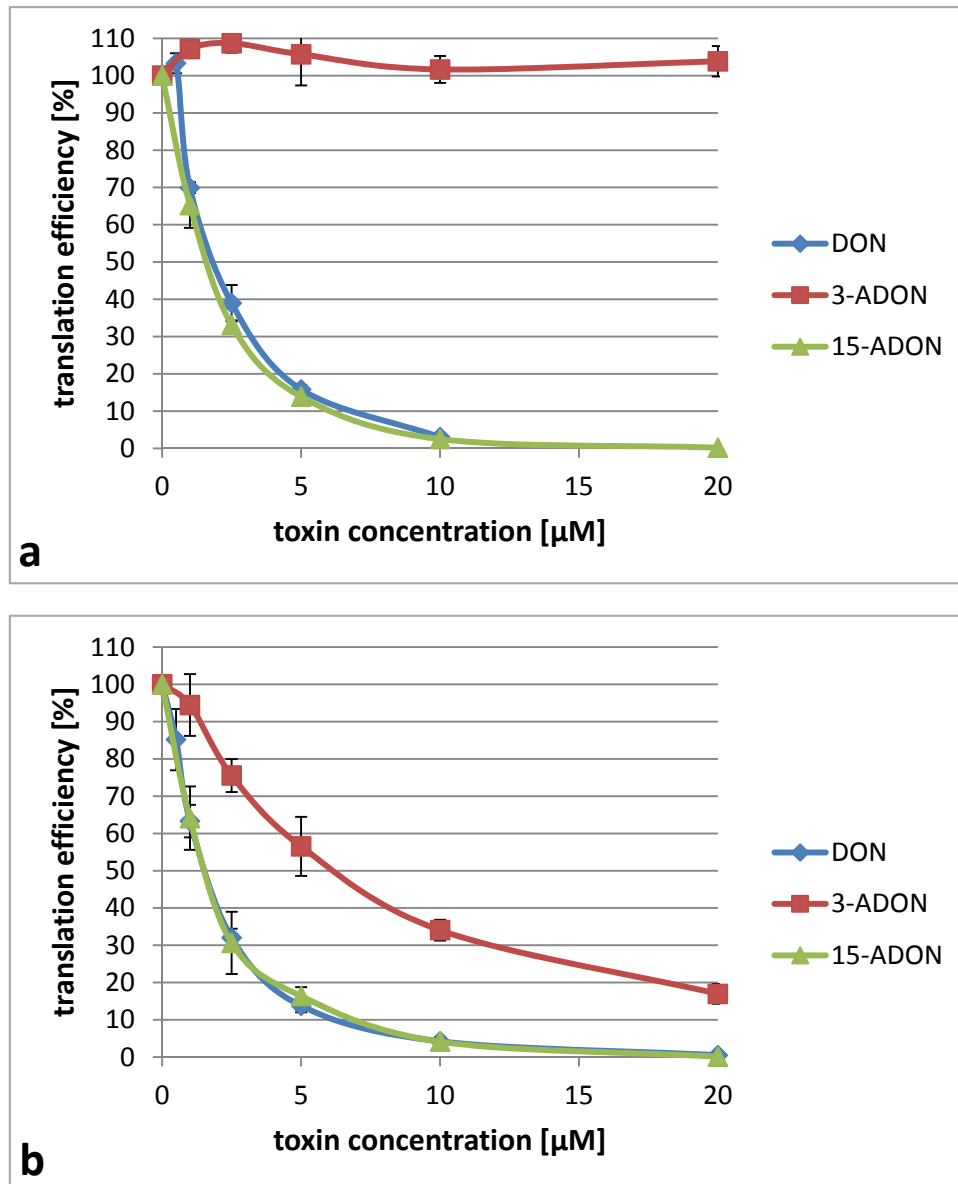 110
100
90
80
70
60
50
40
30
20
10
0
translation efficiency [%]
0 5 10 15 20
toxin concentration [µM]
DON
3-ADON
15-ADON
a
110
100
90
80
70
60
50
40
30
20
10
0
translation efficiency [%]
0 5 10 15 20
toxin concentration [µM]
DON
3-ADON
15-ADON
b